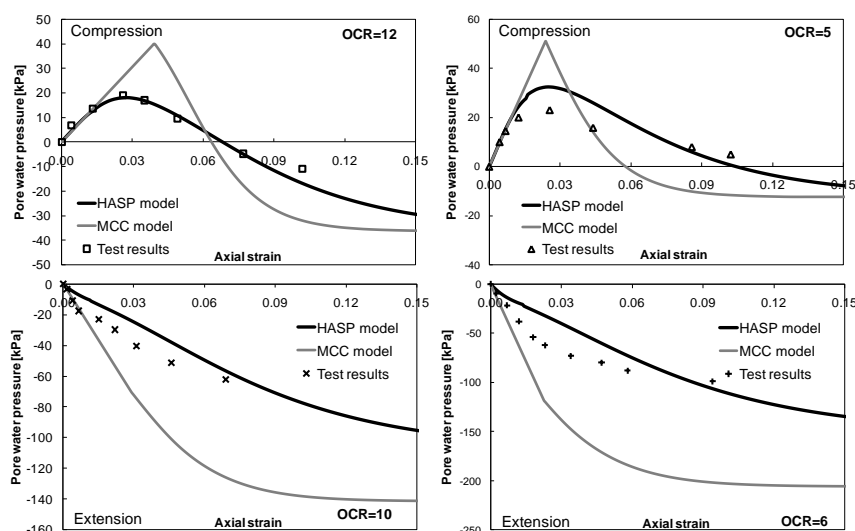 Compression
OCR=12
Pore water pressure [kPa]
50
40
30
20
10
0
-10
-20
-30
-40
-50
0.00
0.03
0.06
0.09
0.12
0.15
HASP model
MCC model
Test results
Axial strain
Compression
OCR=5
Pore water pressure [kPa]
60
40
20
0
-20
-40
0.00
0.03
0.06
0.09
0.12
0.15
HASP model
MCC model
Test results
Axial strain
0.00
0.03
0.06
0.09
0.12
0.15
Pore water pressure [kPa]
0
-20
-40
-60
-80
-100
-120
-140
-160
HASP model
MCC model
Test results
Extension
Axial strain
OCR=10
0.00
0.03
0.06
0.09
0.12
0.15
Pore water pressure [kPa]
0
-50
-100
-150
-200
-250
HASP model
MCC model
Test results
Extension
Axial strain
OCR=6